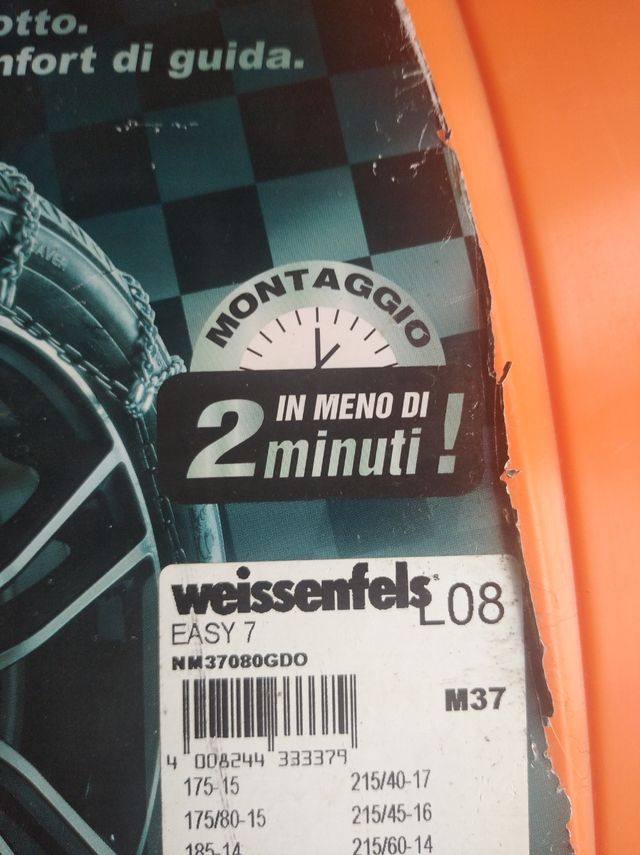 otto.
nfort di guida.
MONTAGGIO
2 IN MENO DI
minuti!
weissenfels L08
EASY 7
NM37080GDO
M37
4 008244 333379
175-15 215/40-17
175/80-15 215/45-16
185-14 215/60-14